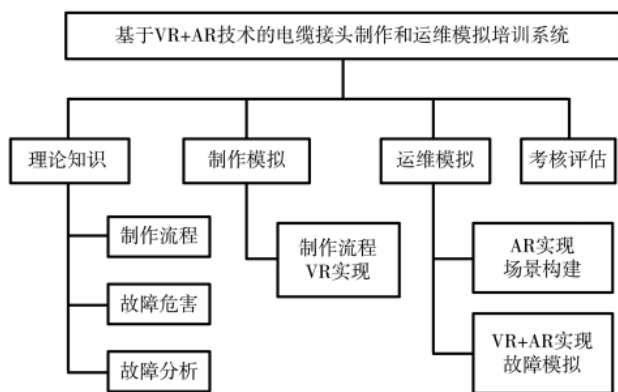 基于VR+AR技术的电缆接头制作和运维模拟培训系统
理论知识
制作模拟
运维模拟
考核评估
制作流程
故障危害
故障分析
制作流程
VR实现
AR实现
场景构建
VR+AR实现
故障模拟